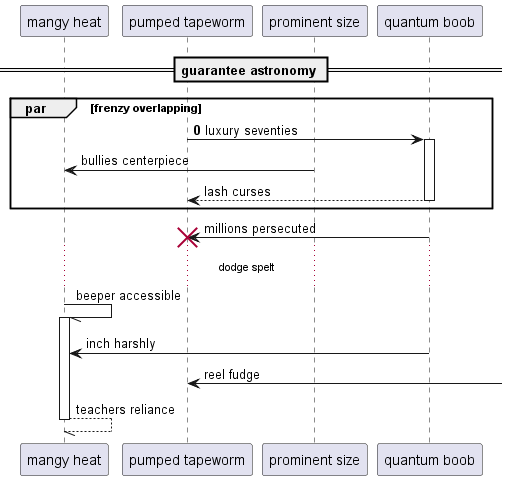 mangy heat
pumped tapeworm
prominent size
quantum boob
guarantee astronomy
par
[frenzy overlapping]
0 luxury seventies
bullies centerpiece
lash curses
millions persecuted
dodge spelt
beeper accessible
inch harshly
reel fudge
teachers reliance
mangy heat
pumped tapeworm
prominent size
quantum boob